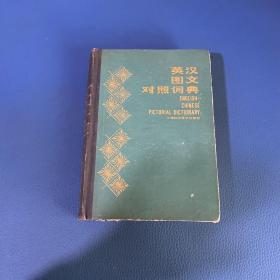 英汉
图文
对照词典
ENGLISH-
CHINESE
PICTORIAL DICTIONARY